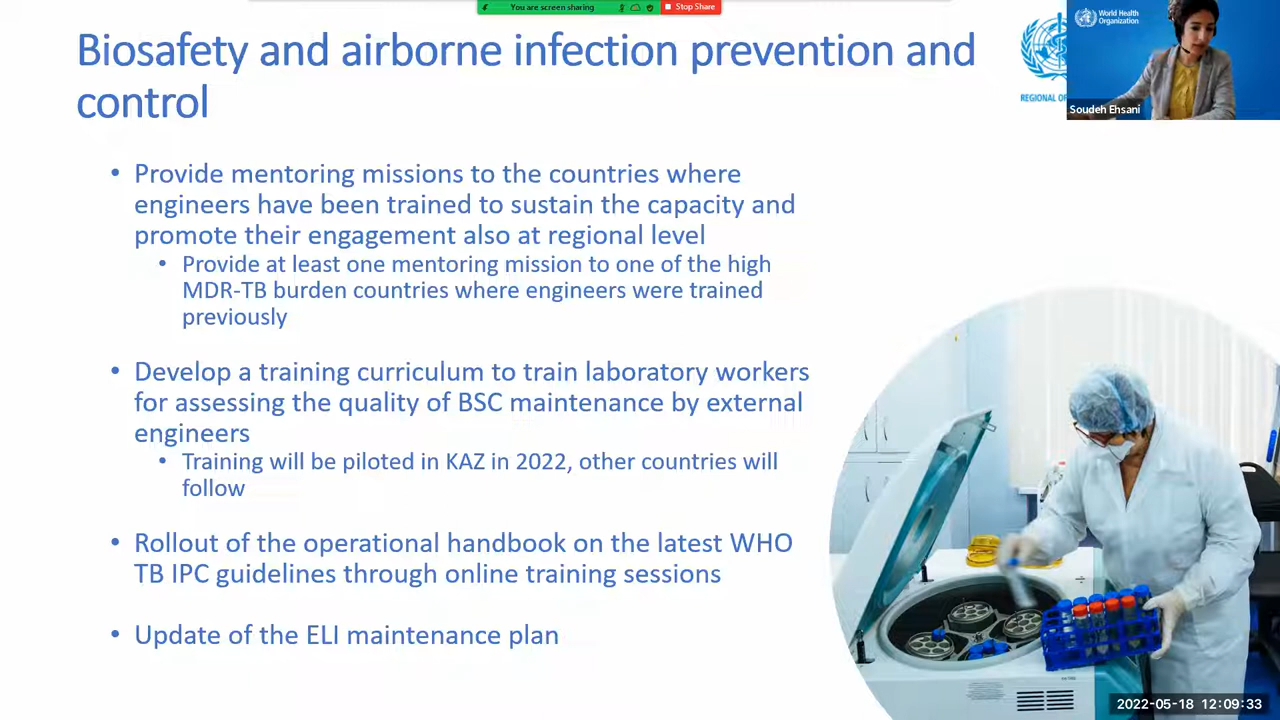 You are screen sharing
Stop Share
Biosafety and airborne infection prevention and
control
REGIONAL OF
World Health
Organization
Soudeh Ehsani
• Provide mentoring missions to the countries where
engineers have been trained to sustain the capacity and
promote their engagement also at regional level
• Provide at least one mentoring mission to one of the high
MDR-TB burden countries where engineers were trained
previously
• Develop a training curriculum to train laboratory workers
for assessing the quality of BSC maintenance by external
engineers
• Training will be piloted in KAZ in 2022, other countries will
follow
• Rollout of the operational handbook on the latest WHO
TB IPC guidelines through online training sessions
• Update of the ELI maintenance plan
2022-05-18 12:09:33